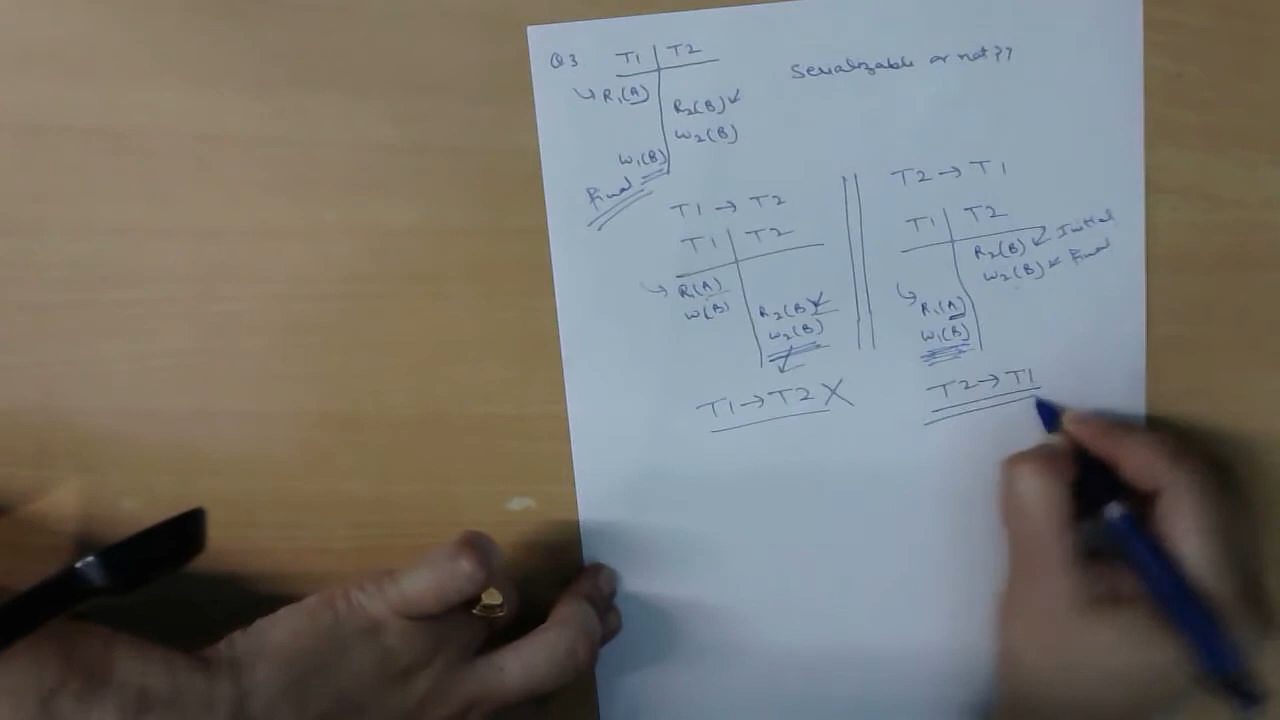 Q3 T1 T2
Serializable or not??
R1(A)
R2(B)
W2(B)
W1(B)
Final
T1 → T2
T1 T2
R1(A)
W(B)
R2(B)
W2(B)
T1 → T2 X
T2 → T1
T1 T2
R2(B) Initial
W2(B) Final
R1(A)
W1(B)
T2 → T1